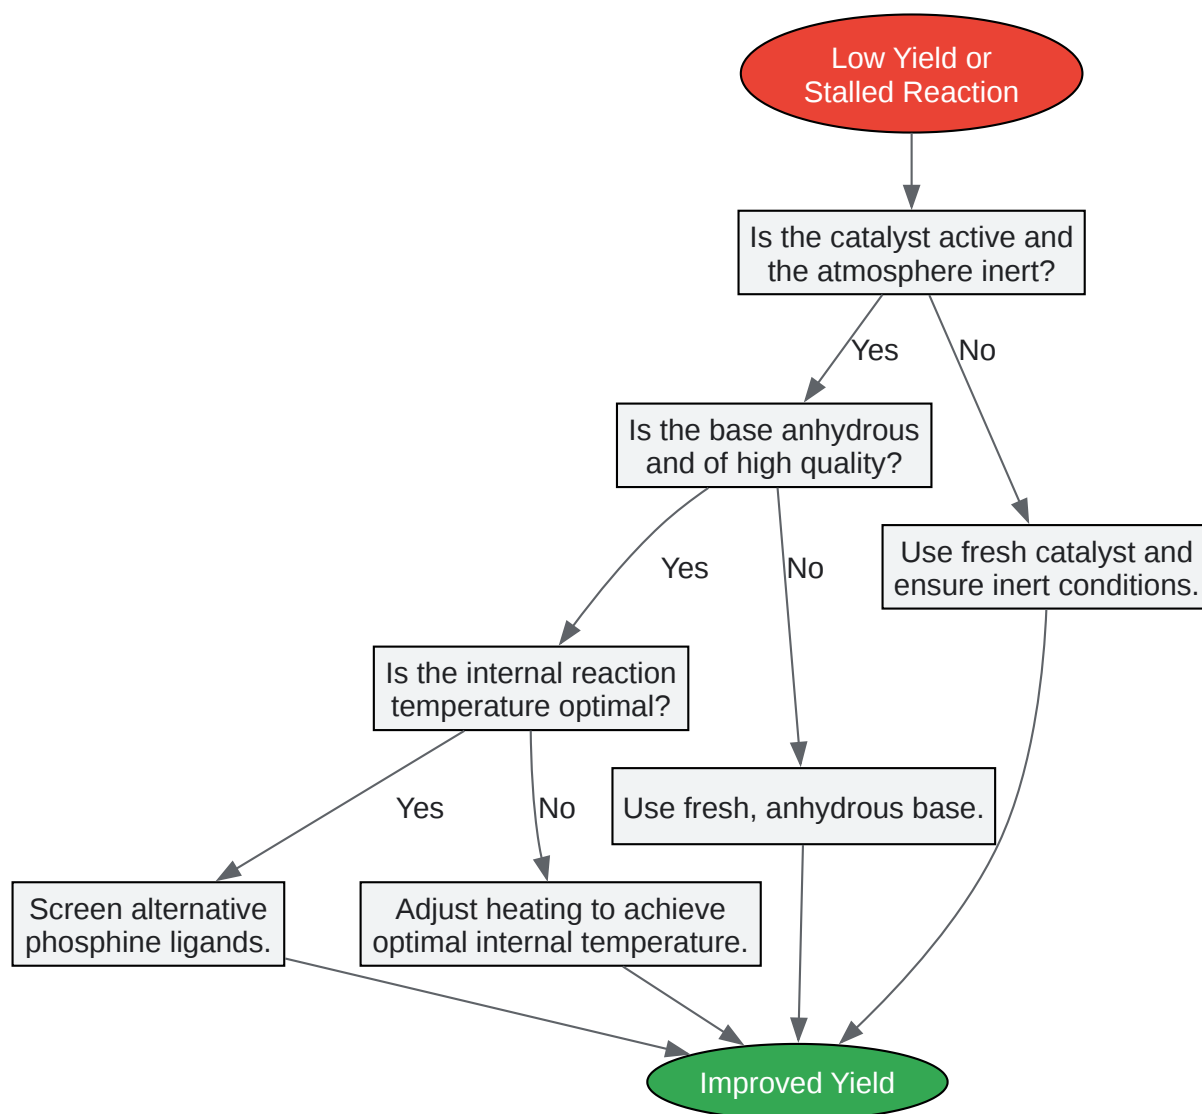 Low Yield or
Stalled Reaction
Is the catalyst active and
the atmosphere inert?
Yes
No
Is the base anhydrous
and of high quality?
Use fresh catalyst and
ensure inert conditions.
Yes
No
Is the internal reaction
temperature optimal?
Use fresh, anhydrous base.
Yes
No
Screen alternative
phosphine ligands.
Adjust heating to achieve
optimal internal temperature.
Improved Yield